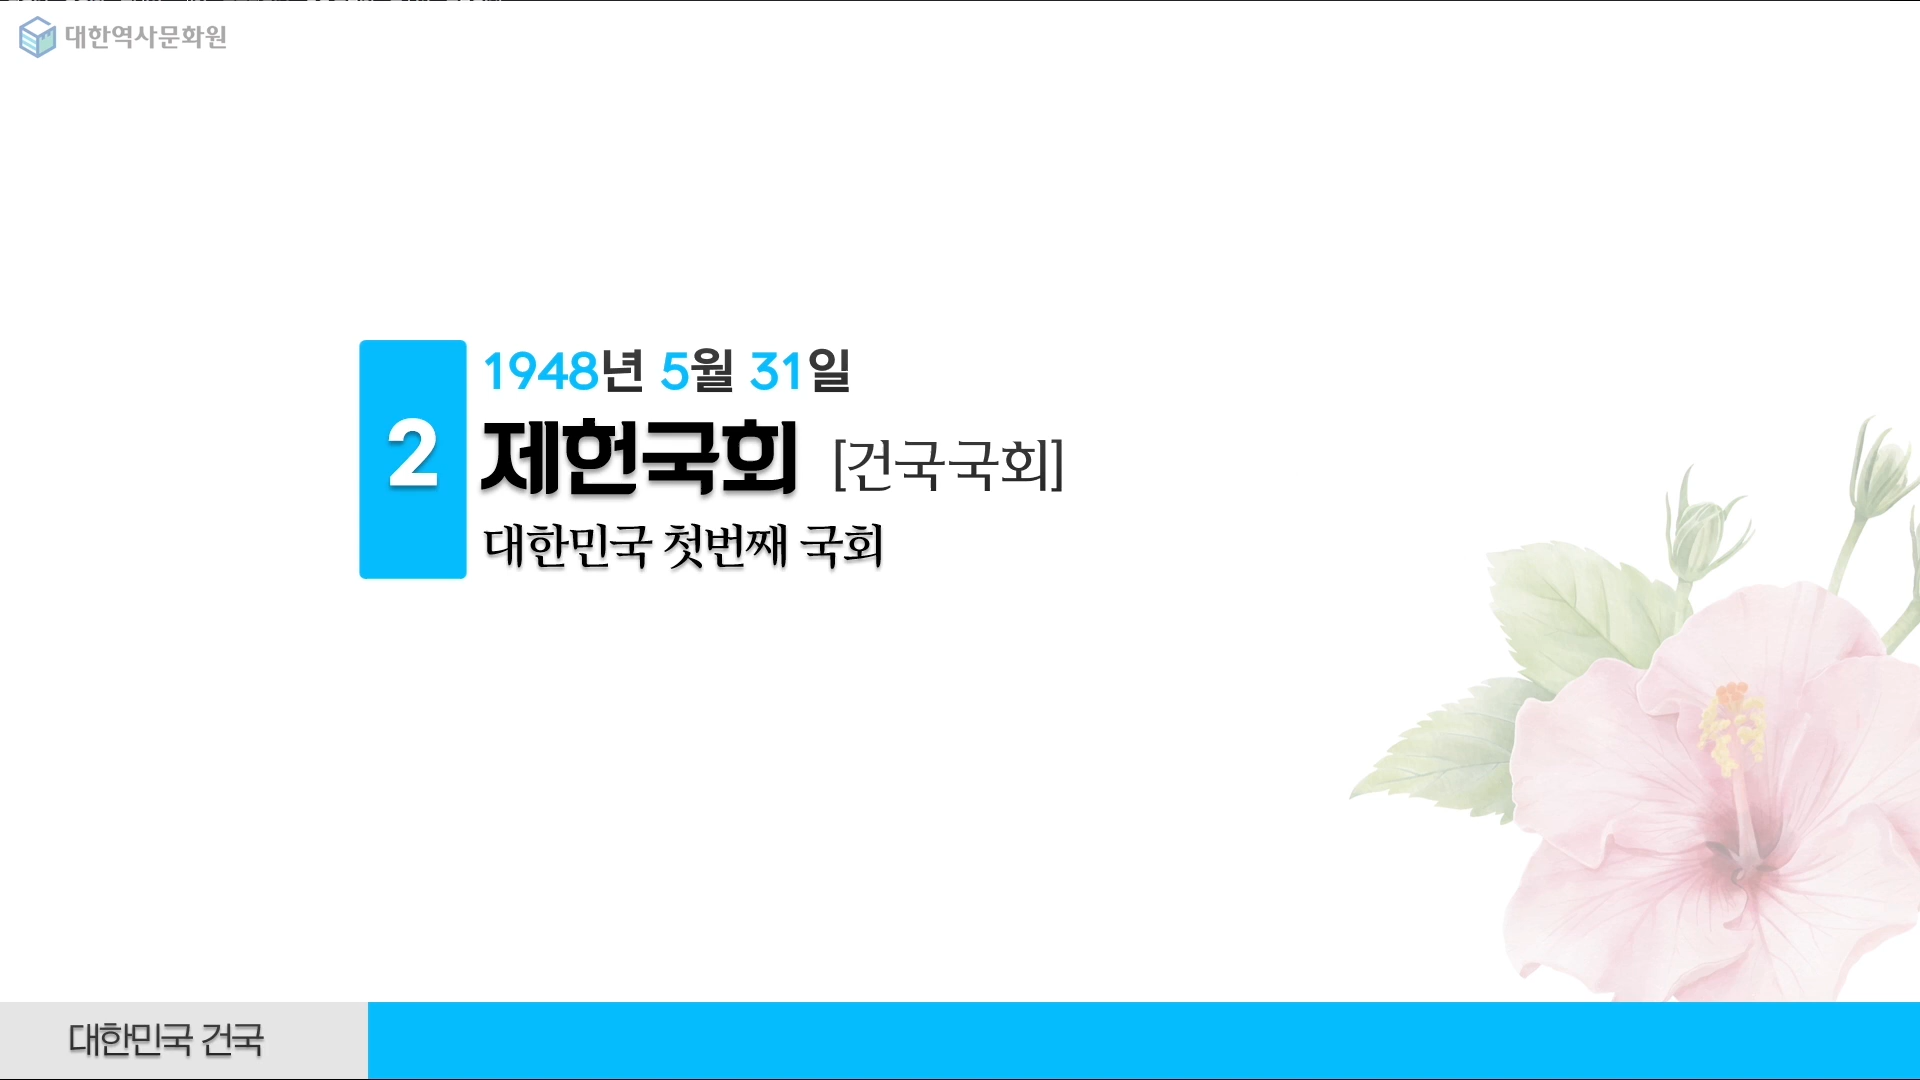 대한역사문화원
1948년 5월 31일
2
제헌국회 [건국국회]
대한민국 첫번째 국회
대한민국 건국